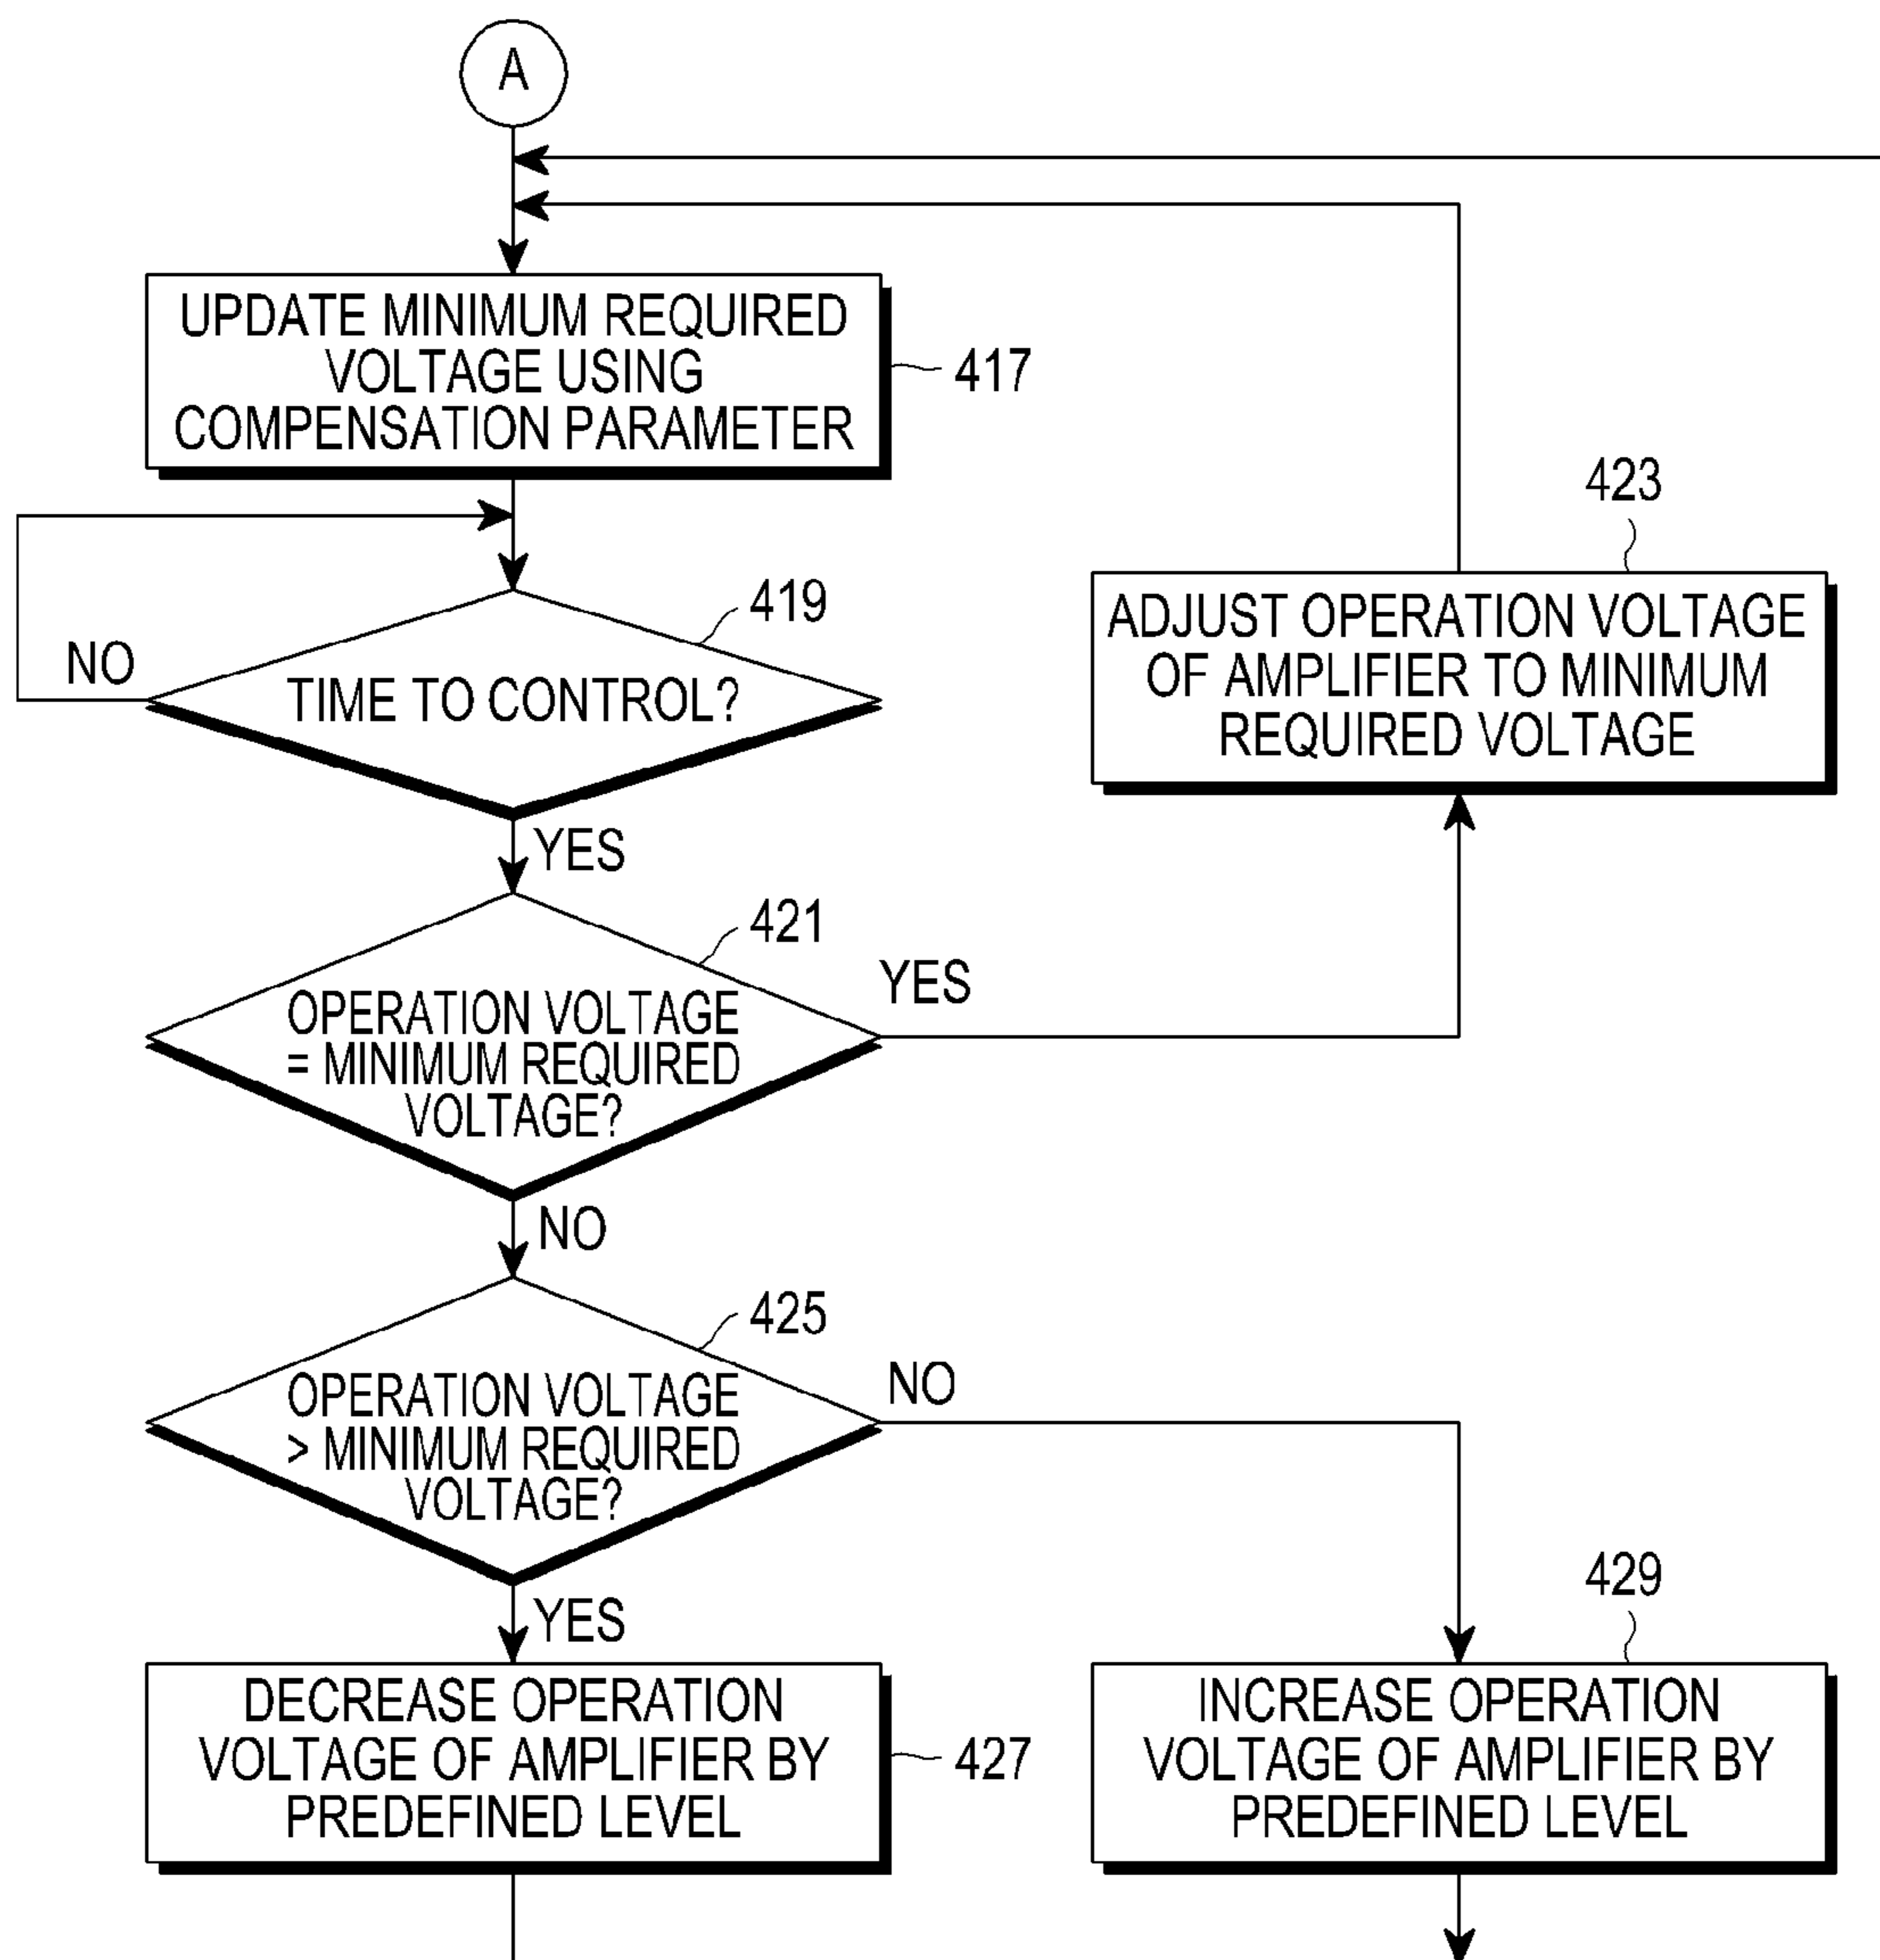 A
UPDATE MINIMUM REQUIRED
VOLTAGE USING
COMPENSATION PARAMETER
417
423
419
NO
TIME TO CONTROL?
ADJUST OPERATION VOLTAGE
OF AMPLIFIER TO MINIMUM
REQUIRED VOLTAGE
YES
421
YES
OPERATION VOLTAGE
= MINIMUM REQUIRED
VOLTAGE?
NO
425
NO
OPERATION VOLTAGE
> MINIMUM REQUIRED
VOLTAGE?
429
YES
DECREASE OPERATION
VOLTAGE OF AMPLIFIER BY
PREDEFINED LEVEL
427
INCREASE OPERATION
VOLTAGE OF AMPLIFIER BY
PREDEFINED LEVEL